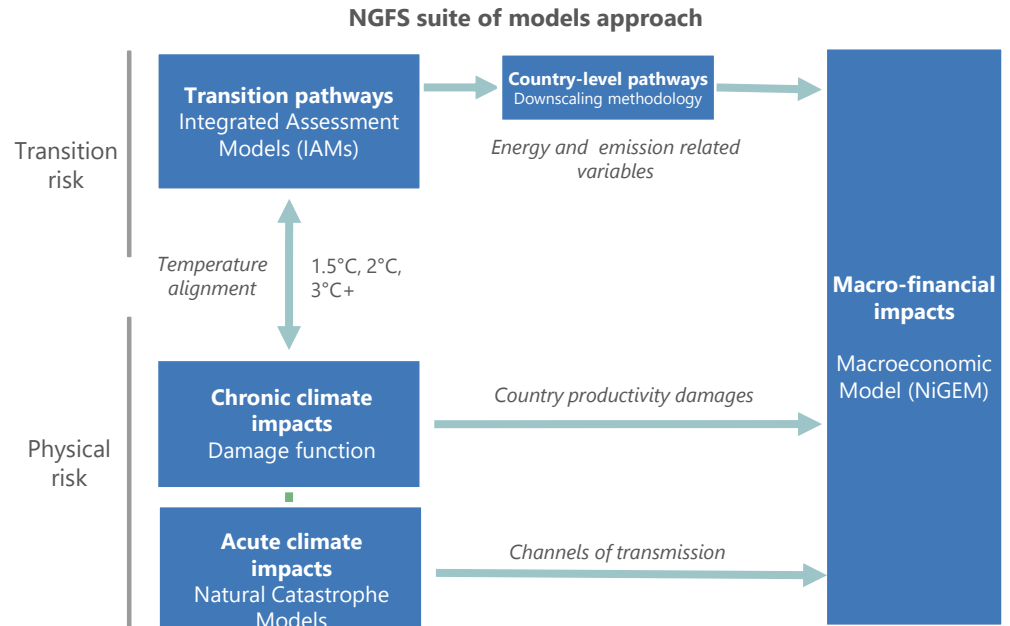 NGFS suite of models approach
Transition
risk
Transition pathways
Integrated Assessment
Models (IAMs)
Country-level pathways
Downscaling methodology
Energy and emission related
variables
Temperature
alignment
1.5°C, 2°C,
3°C+
Macro-financial
impacts
Macroeconomic
Model (NiGEM)
Physical
risk
Chronic climate
impacts
Damage function
Country productivity damages
Acute climate
impacts
Natural Catastrophe
Models
Channels of transmission